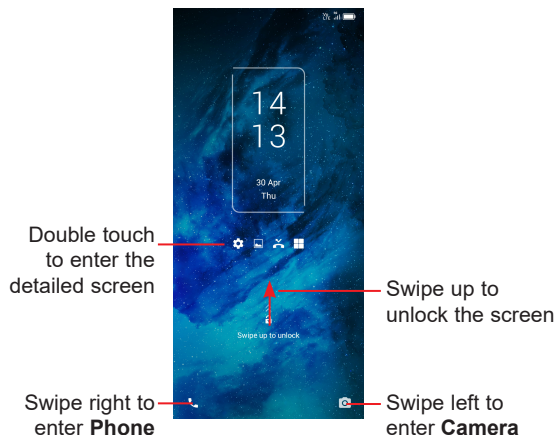 14
13
30 Apr
Thu
Double touch
to enter the
detailed screen
Swipe up to
unlock the screen
Swipe up to unlock
Swipe right to
enter Phone
Swipe left to
enter Camera